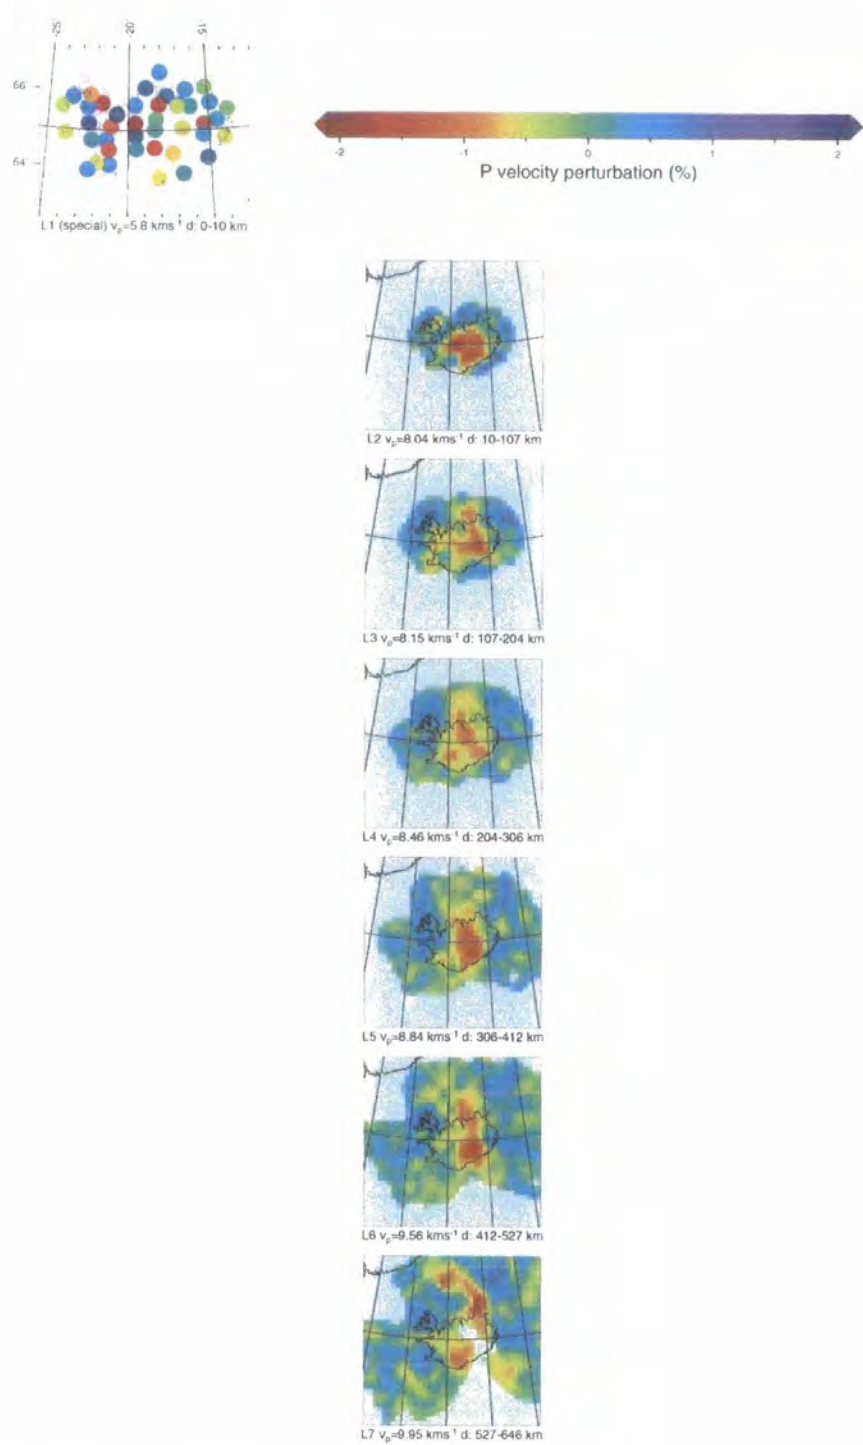 -25 -20 -15
66
64
L1 (special) vp=5.8 kms-1 d: 0-10 km
-2 -1 0 1 2
P velocity perturbation (%)
L2 vp=8.04 kms-1 d: 10-107 km
L3 vp=8.15 kms-1 d: 107-204 km
L4 vp=8.46 kms-1 d: 204-306 km
L5 vp=8.84 kms-1 d: 306-412 km
L6 vp=9.56 kms-1 d: 412-527 km
L7 vp=9.95 kms-1 d: 527-646 km